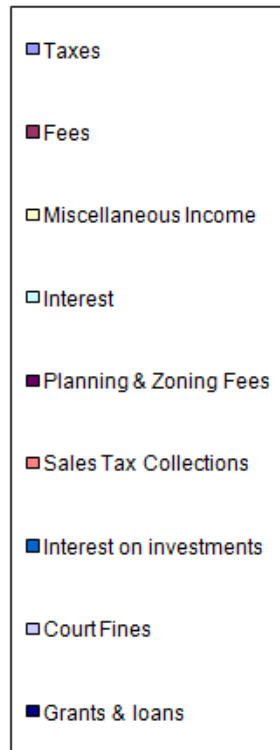 Taxes
Fees
Miscellaneous Income
Interest
Planning & Zoning Fees
Sales Tax Collections
Interest on investments
Court Fines
Grants & loans